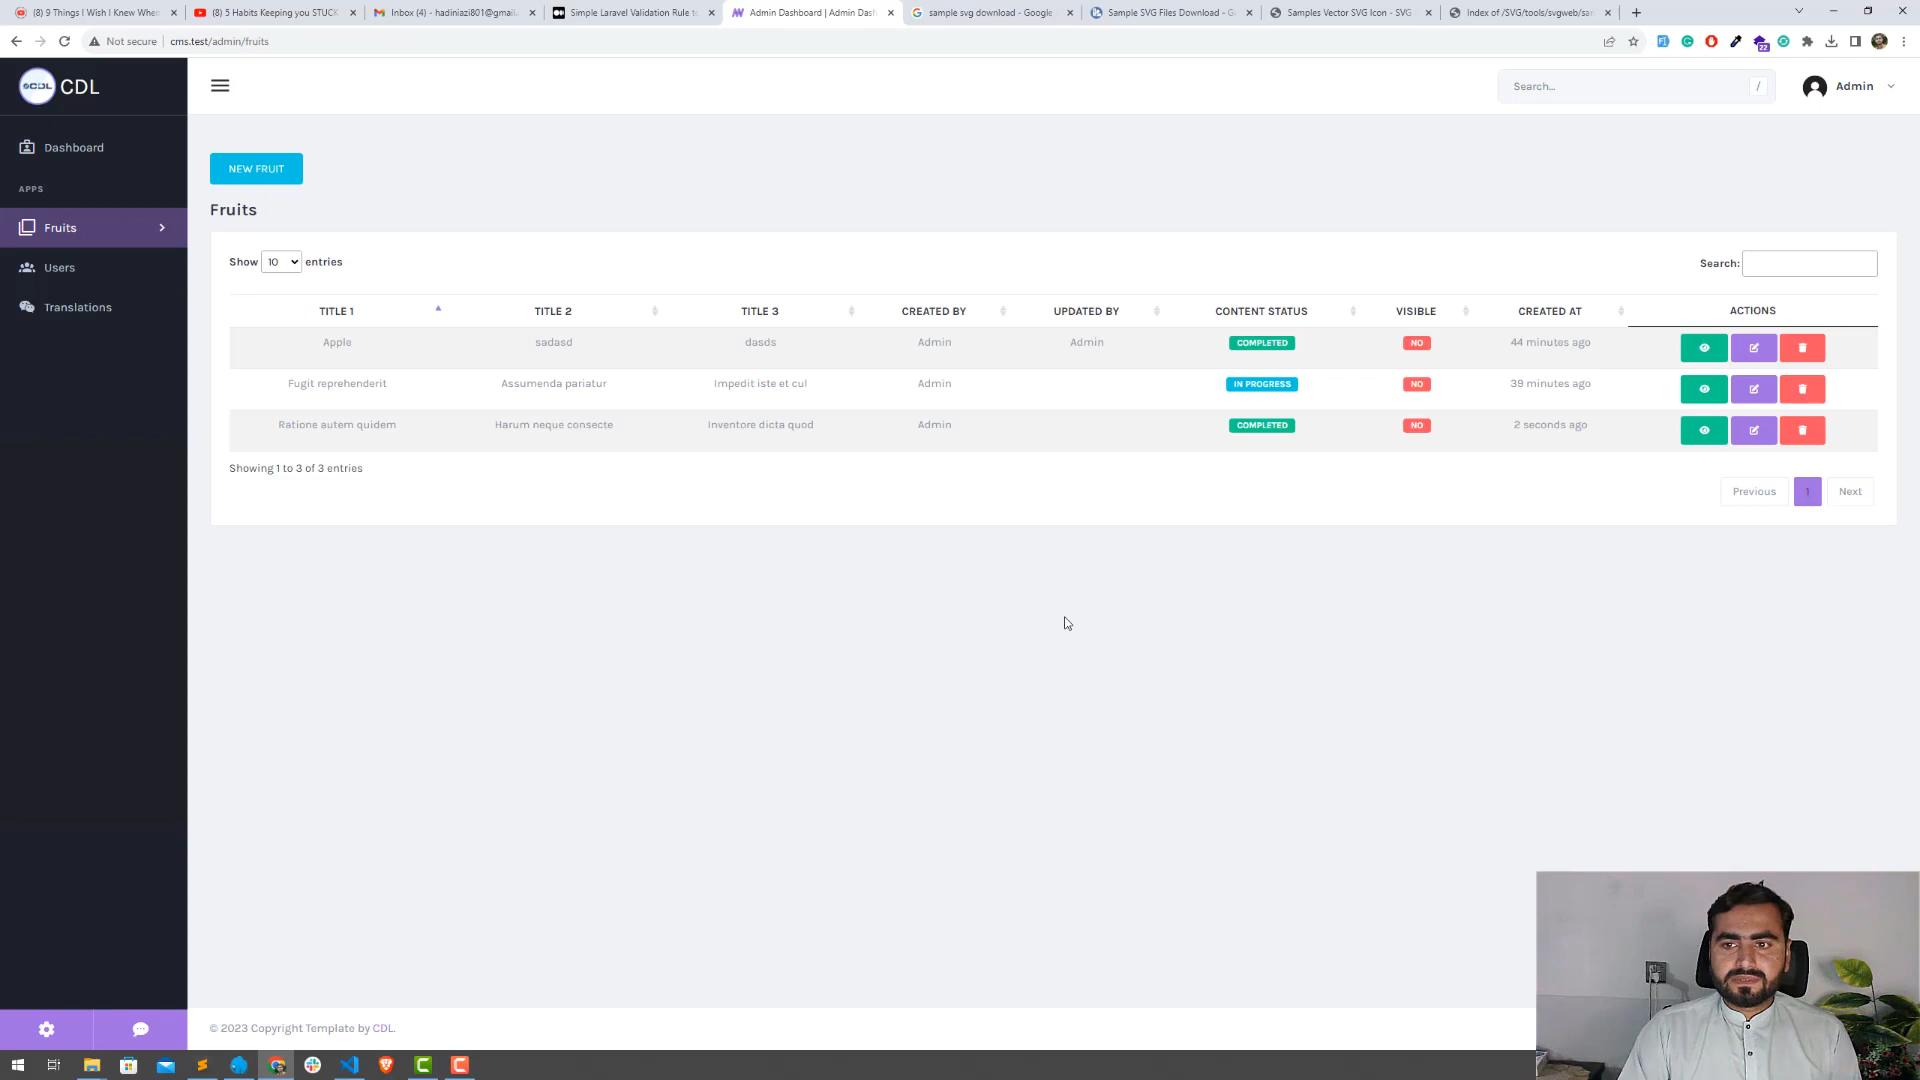 (8) 9 Things I Wish I Knew When
(8) 5 Habits Keeping you STUCK
Inbox (4) - hadiniazi801@gmail.
Simple Laravel Validation Rule to
Admin Dashboard | Admin Dash
sample svg download - Google
Sample SVG Files Download - G
Samples Vector SVG Icon - SVG
Index of /SVG/tools/svgweb/sa
Not secure
cms.test/admin/fruits
22
CDL CDL
Search...
/
Admin
Dashboard
APPS
Fruits
Users
Translations
NEW FRUIT
Fruits
Show 10 entries
Search:
TITLE 1 TITLE 2 TITLE 3 CREATED BY UPDATED BY CONTENT STATUS VISIBLE CREATED AT ACTIONS
Apple sadasd dasds Admin Admin COMPLETED NO 44 minutes ago
Fugit reprehenderit Assumenda pariatur Impedit iste et cul Admin IN PROGRESS NO 39 minutes ago
Ratione autem quidem Harum neque consecte Inventore dicta quod Admin COMPLETED NO 2 seconds ago
Showing 1 to 3 of 3 entries
Previous 1 Next
© 2023 Copyright Template by CDL.